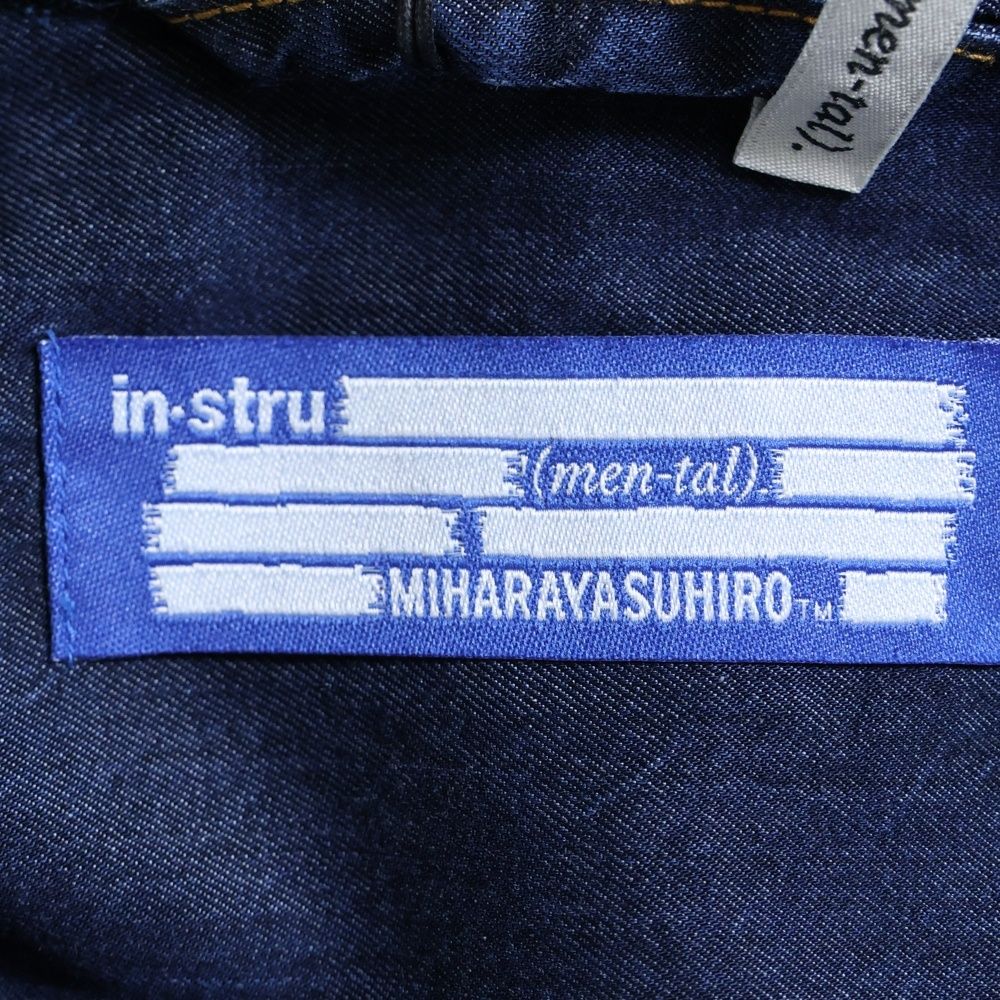 men-tal).
in·stru
(men-tal).
MIHARAYASUHIRO™